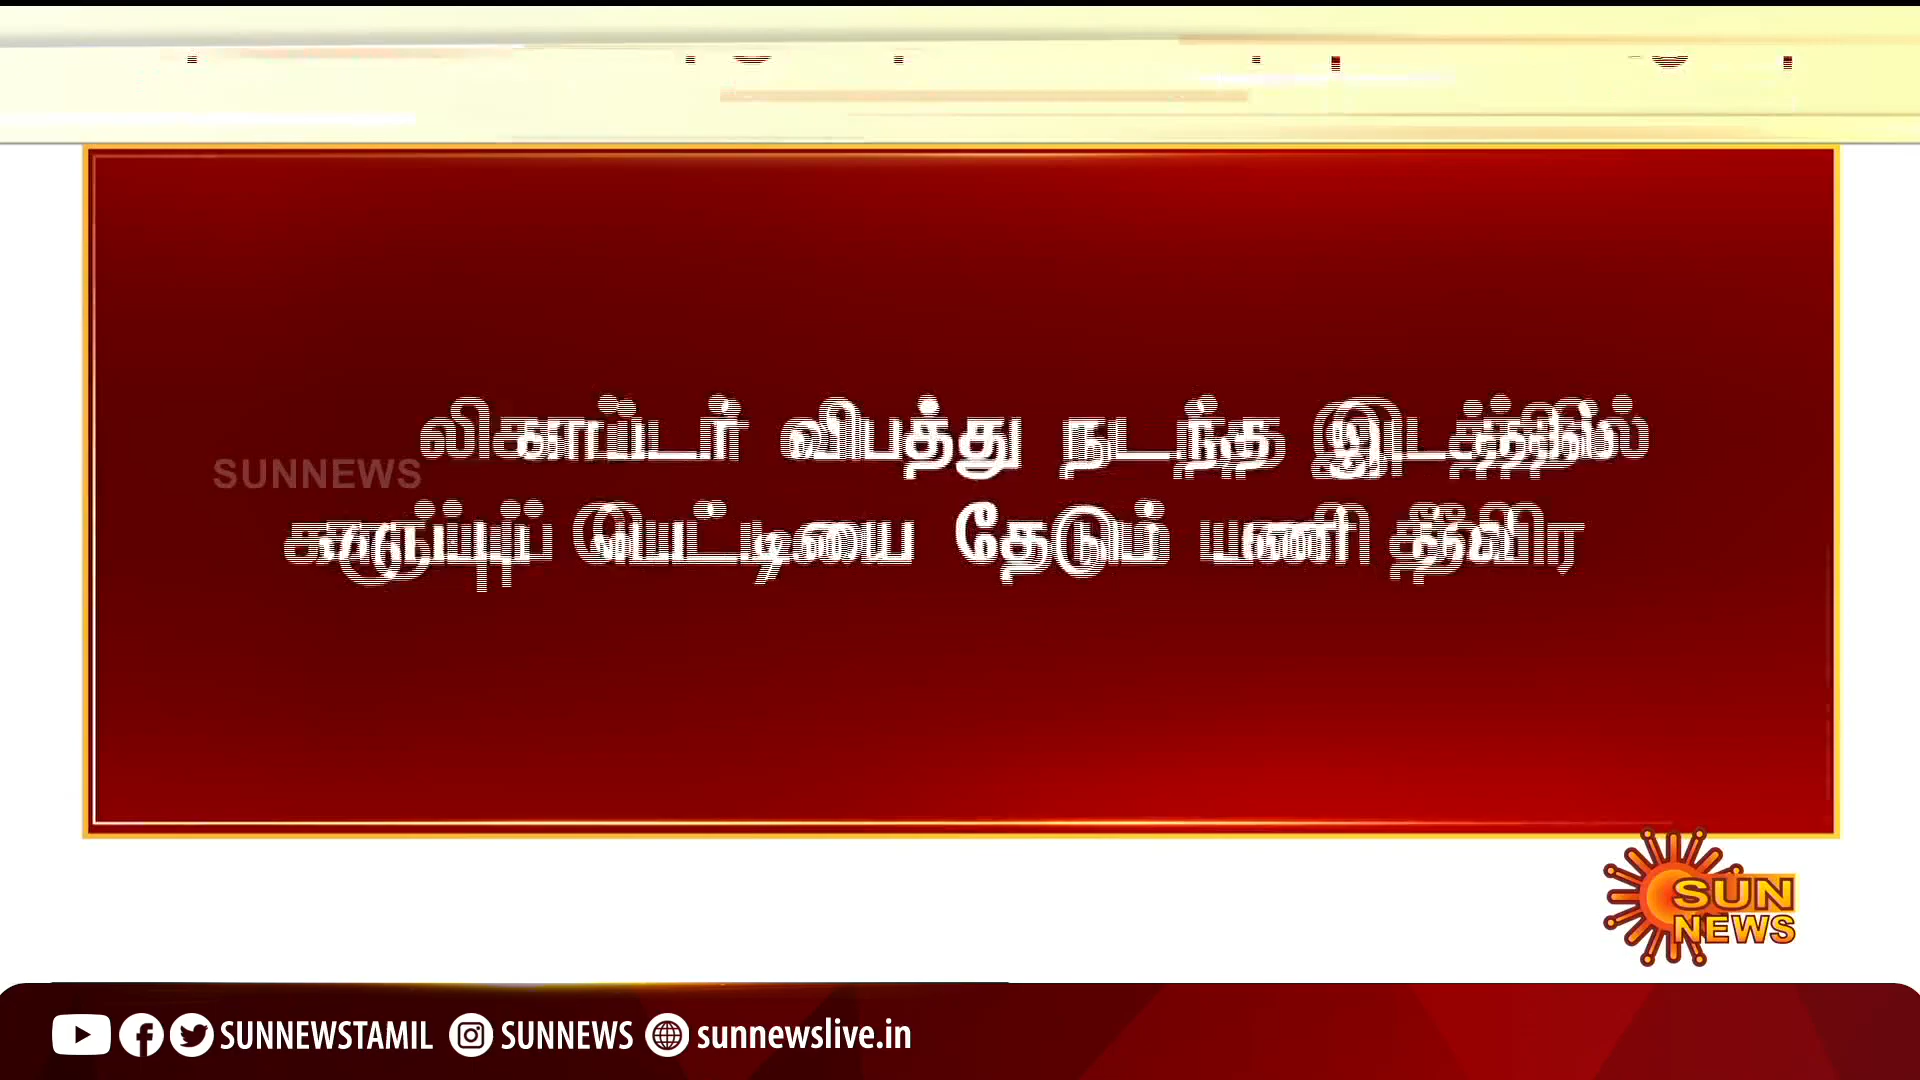 லிகாப்டர் விபத்து நடந்த இடத்தில்
SUNNEWS
கருப்புப் பெட்டியை தேடும் பணி தீவிர
SUN
NEWS
SUNNEWSTAMIL SUNNEWS sunnewslive.in